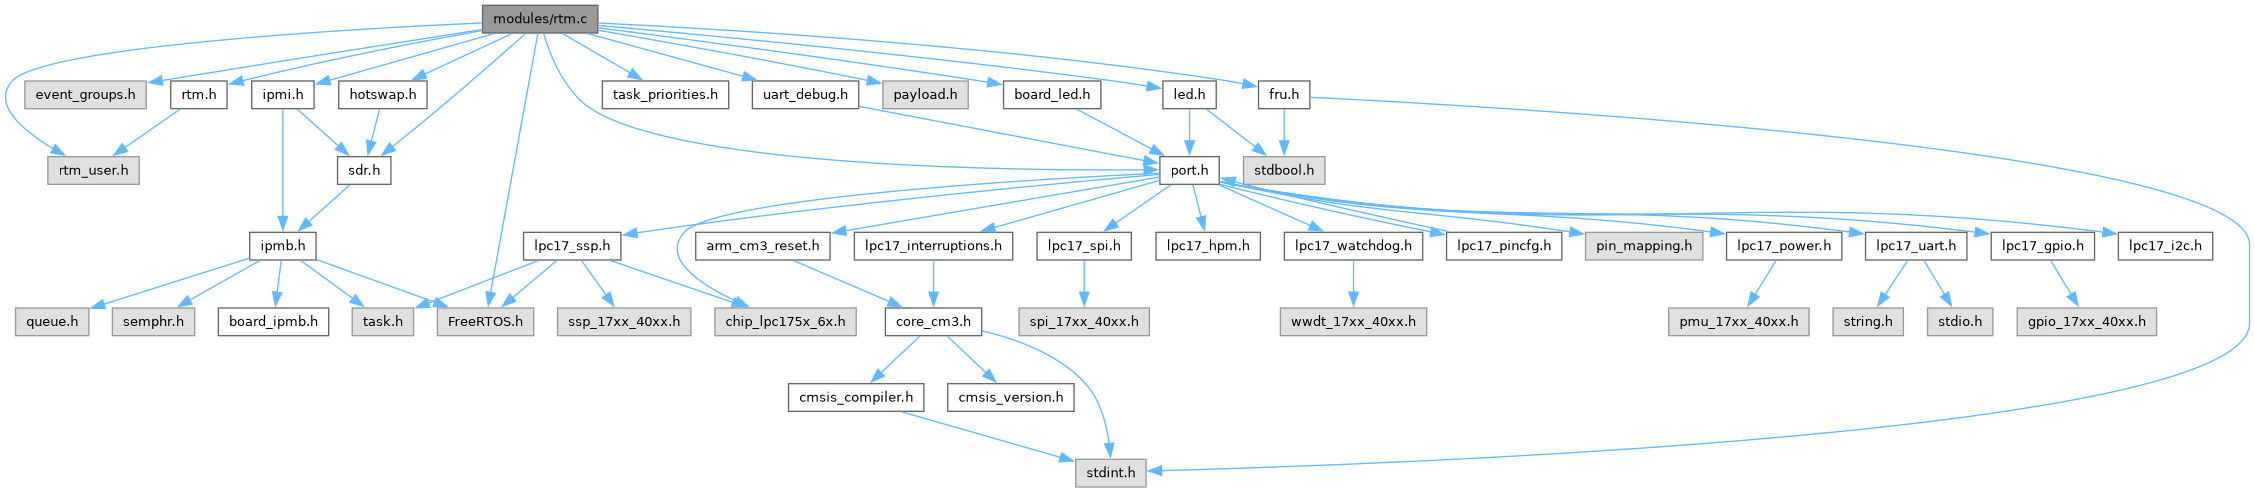 modules/rtm.c
event_groups.h
rtm.h
ipmi.h
hotswap.h
task_priorities.h
uart_debug.h
payload.h
board_led.h
led.h
fru.h
rtm_user.h
sdr.h
port.h
stdbool.h
ipmb.h
lpc17_ssp.h
arm_cm3_reset.h
lpc17_interruptions.h
lpc17_spi.h
lpc17_hpm.h
lpc17_watchdog.h
lpc17_pincfg.h
pin_mapping.h
lpc17_power.h
lpc17_uart.h
lpc17_gpio.h
lpc17_i2c.h
queue.h
semphr.h
board_ipmb.h
task.h
FreeRTOS.h
ssp_17xx_40xx.h
chip_lpc175x_6x.h
core_cm3.h
spi_17xx_40xx.h
wwdt_17xx_40xx.h
pmu_17xx_40xx.h
string.h
stdio.h
gpio_17xx_40xx.h
cmsis_compiler.h
cmsis_version.h
stdint.h